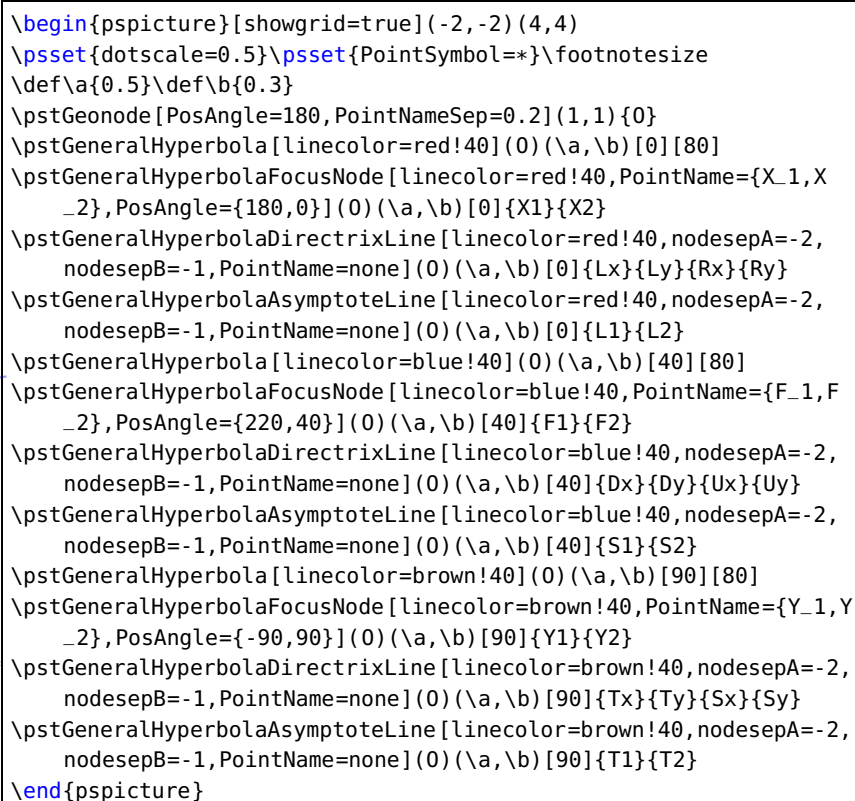 \begin{pspicture}[showgrid=true](-2,-2)(4,4)
\psset{dotscale=0.5}\psset{PointSymbol=*}\footnotesize
\def\a{0.5}\def\b{0.3}
\pstGeonode[PosAngle=180,PointNameSep=0.2](1,1){O}
\pstGeneralHyperbola[linecolor=red!40](O)(\a,\b)[0][80]
\pstGeneralHyperbolaFocusNode[linecolor=red!40,PointName={X_1,X
_2},PosAngle={180,0}](O)(\a,\b)[0]{X1}{X2}
\pstGeneralHyperbolaDirectrixLine[linecolor=red!40,nodesepA=-2,
nodesepB=-1,PointName=none](O)(\a,\b)[0]{Lx}{Ly}{Rx}{Ry}
\pstGeneralHyperbolaAsymptoteLine[linecolor=red!40,nodesepA=-2,
nodesepB=-1,PointName=none](O)(\a,\b)[0]{L1}{L2}
\pstGeneralHyperbola[linecolor=blue!40](O)(\a,\b)[40][80]
\pstGeneralHyperbolaFocusNode[linecolor=blue!40,PointName={F_1,F
_2},PosAngle={220,40}](O)(\a,\b)[40]{F1}{F2}
\pstGeneralHyperbolaDirectrixLine[linecolor=blue!40,nodesepA=-2,
nodesepB=-1,PointName=none](O)(\a,\b)[40]{Dx}{Dy}{Ux}{Uy}
\pstGeneralHyperbolaAsymptoteLine[linecolor=blue!40,nodesepA=-2,
nodesepB=-1,PointName=none](O)(\a,\b)[40]{S1}{S2}
\pstGeneralHyperbola[linecolor=brown!40](O)(\a,\b)[90][80]
\pstGeneralHyperbolaFocusNode[linecolor=brown!40,PointName={Y_1,Y
_2},PosAngle={-90,90}](O)(\a,\b)[90]{Y1}{Y2}
\pstGeneralHyperbolaDirectrixLine[linecolor=brown!40,nodesepA=-2,
nodesepB=-1,PointName=none](O)(\a,\b)[90]{Tx}{Ty}{Sx}{Sy}
\pstGeneralHyperbolaAsymptoteLine[linecolor=brown!40,nodesepA=-2,
nodesepB=-1,PointName=none](O)(\a,\b)[90]{T1}{T2}
\end{pspicture}